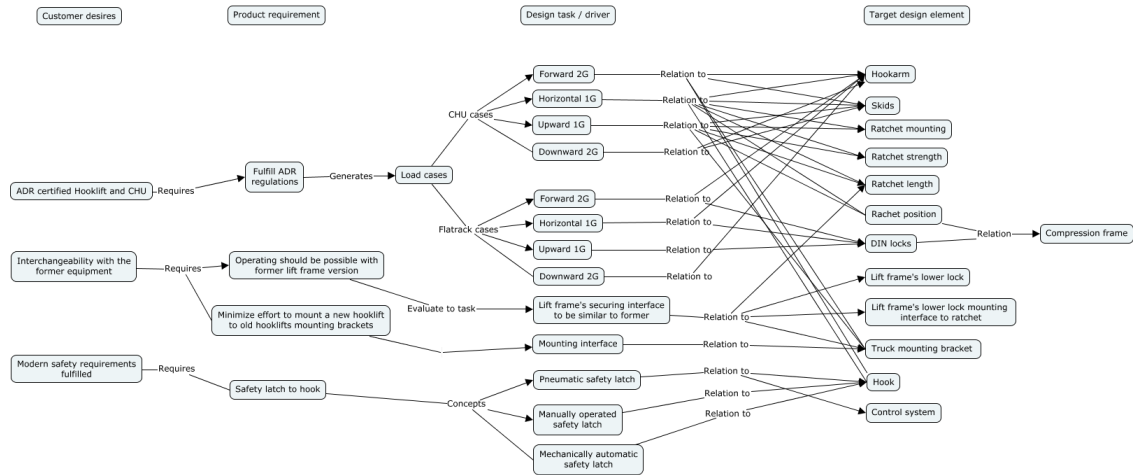 Customer desires
Product requirement
Design task / driver
Target design element
Forward 2G
Relation to
Hookarm
Horizontal 1G
Relation to
Skids
CHU cases
Upward 1G
Relation to
Ratchet mounting
Downward 2G
Relation to
Ratchet strength
ADR certified Hooklift and CHU
Requires
Fulfill ADR
regulations
Generates
Load cases
Ratchet length
Forward 2G
Relation to
Rachet position
Flatrack cases
Horizontal 1G
Relation to
DIN locks
Relation
Compression frame
Upward 1G
Relation to
Downward 2G
Relation to
Interchangeability with the
former equipment
Requires
Operating should be possible with
former lift frame version
Lift frame's lower lock
Minimize effort to mount a new hooklift
to old hooklifts mounting brackets
Evaluate to task
Lift frame's securing interface
to be similar to former
Relation to
Lift frame's lower lock mounting
interface to ratchet
Mounting interface
Relation to
Truck mounting bracket
Modern safety requirements
fulfilled
Requires
Safety latch to hook
Concepts
Pneumatic safety latch
Relation to
Hook
Manually operated
safety latch
Relation to
Control system
Mechanically automatic
safety latch
Relation to